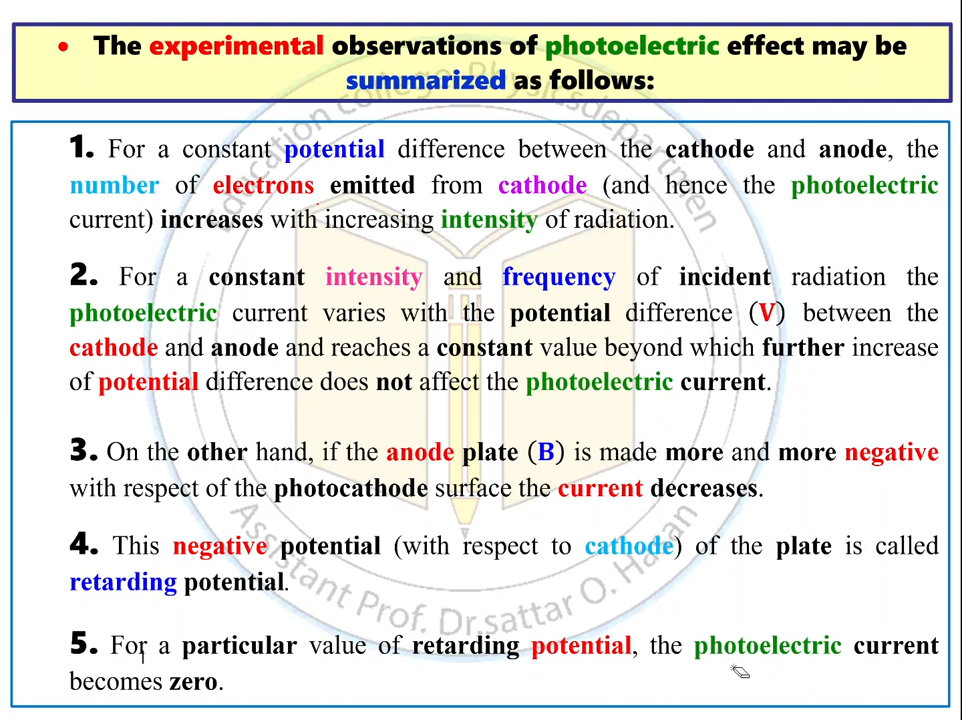 • The experimental observations of photoelectric effect may be
summarized as follows:
1. For a constant potential difference between the cathode and anode, the
number of electrons emitted from cathode (and hence the photoelectric
current) increases with increasing intensity of radiation.
2. For a constant intensity and frequency of incident radiation the
photoelectric current varies with the potential difference (V) between the
cathode and anode and reaches a constant value beyond which further increase
of potential difference does not affect the photoelectric current.
3. On the other hand, if the anode plate (B) is made more and more negative
with respect of the photocathode surface the current decreases.
4. This negative potential (with respect to cathode) of the plate is called
retarding potential.
5. For a particular value of retarding potential, the photoelectric current
becomes zero.
Education College Physicsdepartmen
Assistant Prof. Dr.sattar O.